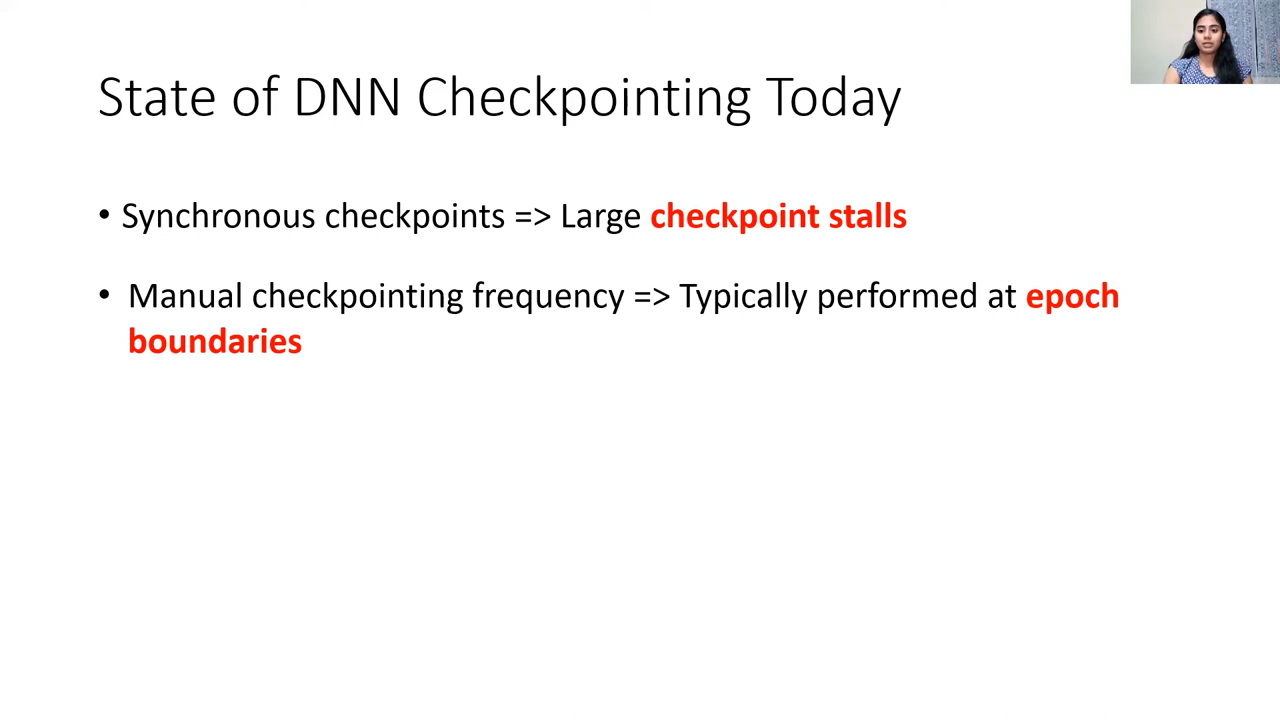 State of DNN Checkpointing Today
• Synchronous checkpoints => Large checkpoint stalls
• Manual checkpointing frequency => Typically performed at epoch
boundaries